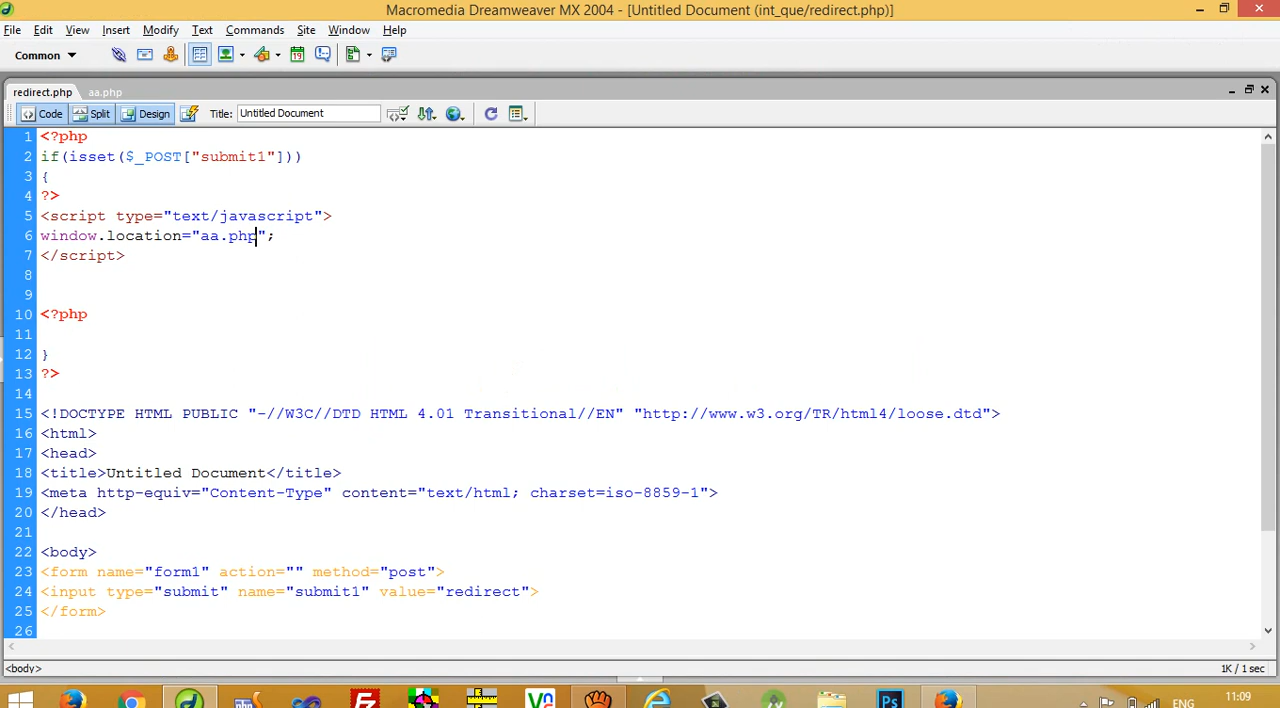 Macromedia Dreamweaver MX 2004 - [Untitled Document (int_que/redirect.php)]
File Edit View Insert Modify Text Commands Site Window Help
Common
redirect.php aa.php
Code Split Design Title: Untitled Document
1 <?php
2 if(isset($_POST["submit1"]))
3 {
4 ?>
5 <script type="text/javascript">
6 window.location="aa.php";
7 </script>
8
9
10 <?php
11
12 }
13 ?>
14
15 <!DOCTYPE HTML PUBLIC "-//W3C//DTD HTML 4.01 Transitional//EN" "http://www.w3.org/TR/html4/loose.dtd">
16 <html>
17 <head>
18 <title>Untitled Document</title>
19 <meta http-equiv="Content-Type" content="text/html; charset=iso-8859-1">
20 </head>
21
22 <body>
23 <form name="form1" action="" method="post">
24 <input type="submit" name="submit1" value="redirect">
25 </form>
26
<body> 1K / 1 sec
ENG 11:09